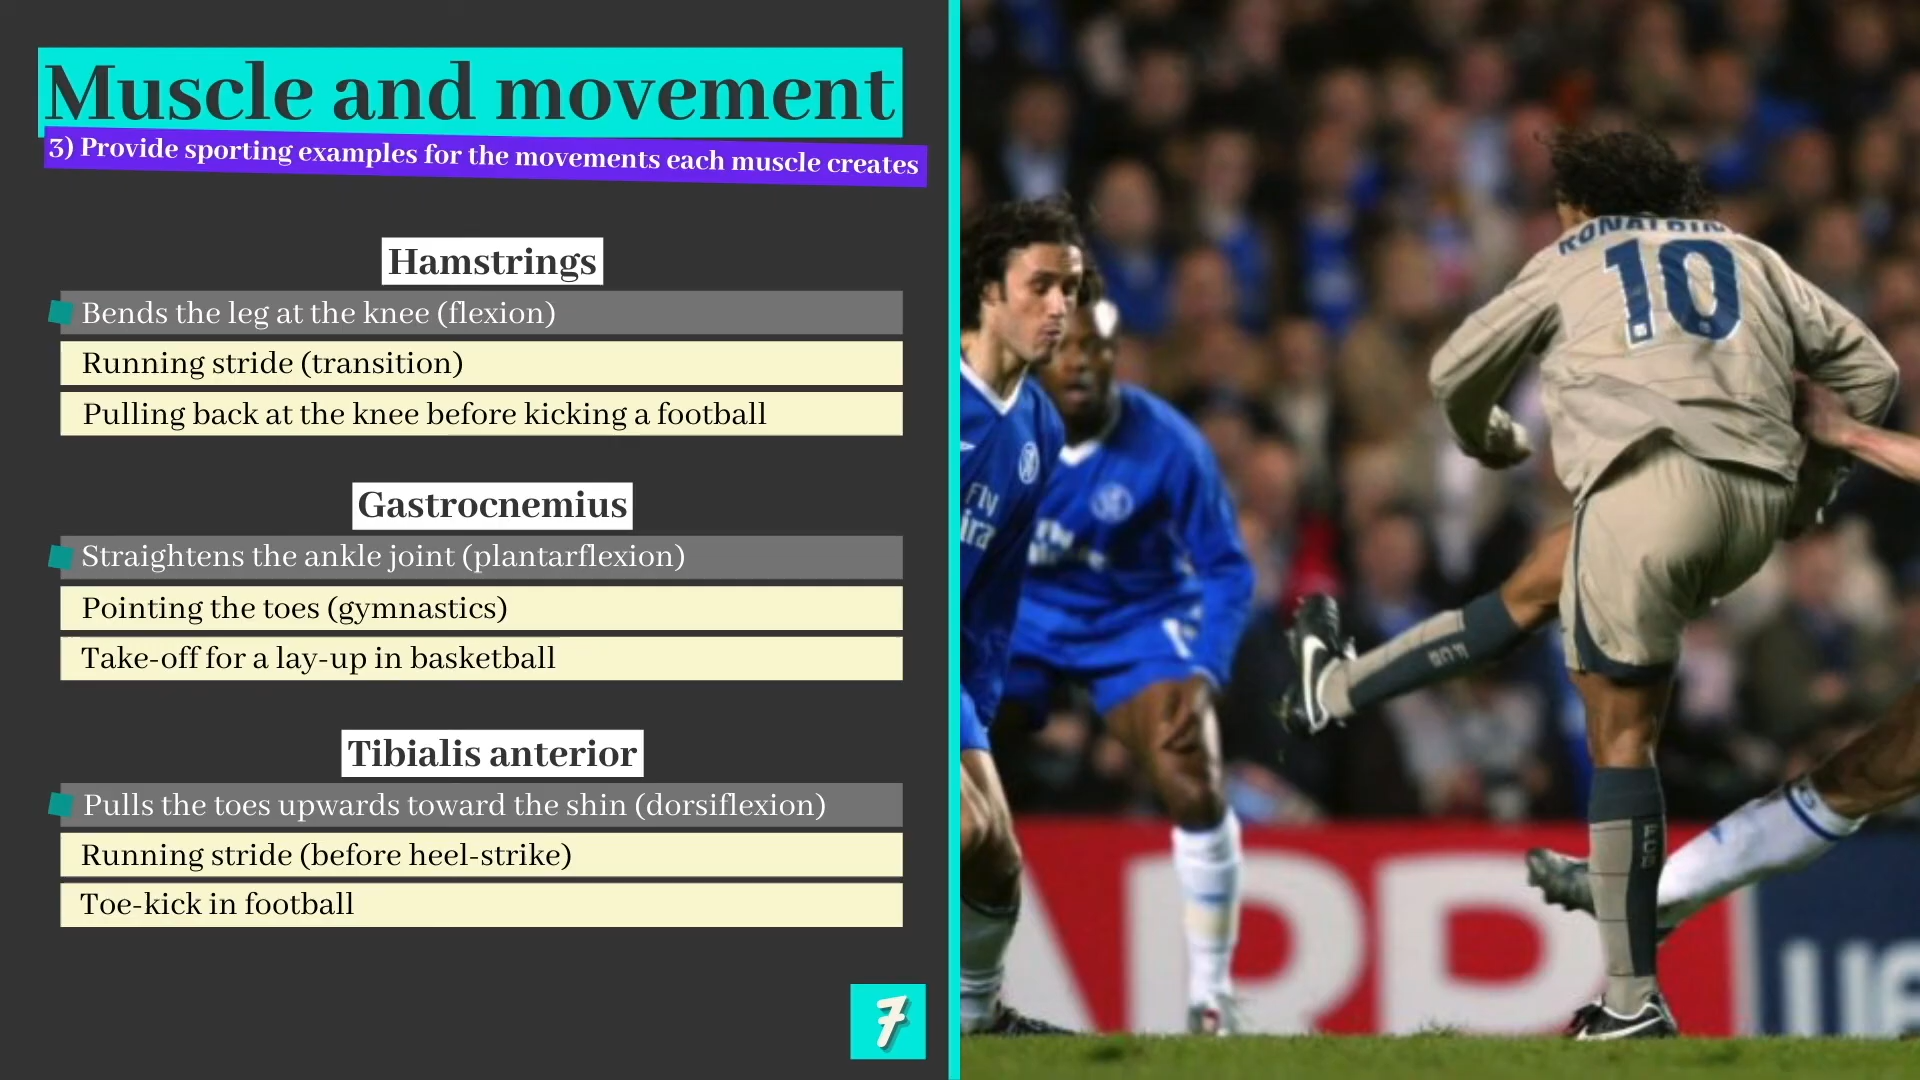 Muscle and movement
3) Provide sporting examples for the movements each muscle creates
Hamstrings
Bends the leg at the knee (flexion)
Running stride (transition)
Pulling back at the knee before kicking a football
Gastrocnemius
Straightens the ankle joint (plantarflexion)
Pointing the toes (gymnastics)
Take-off for a lay-up in basketball
Tibialis anterior
Pulls the toes upwards toward the shin (dorsiflexion)
Running stride (before heel-strike)
Toe-kick in football
7
10
Fly
FCB